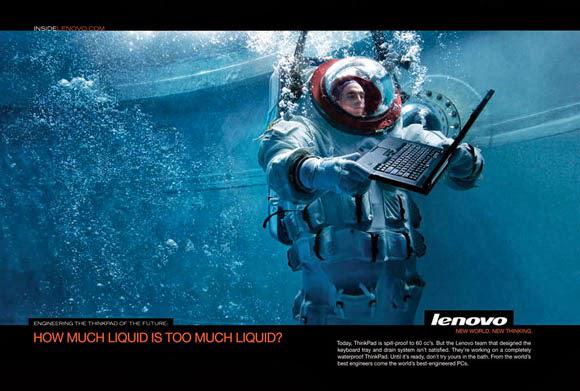 INSIDELENOVO.COM
ENGINEERING THE THINKPAD OF THE FUTURE:
HOW MUCH LIQUID IS TOO MUCH LIQUID?
lenovo
NEW WORLD. NEW THINKING.
Today, ThinkPad is spill-proof to 60 cc's. But the Lenovo team that designed the
keyboard tray and drain system isn't satisfied. They're working on a completely
waterproof ThinkPad. Until it's ready, don't try yours in the bath. From the world's
best engineers come the world's best-engineered PCs.